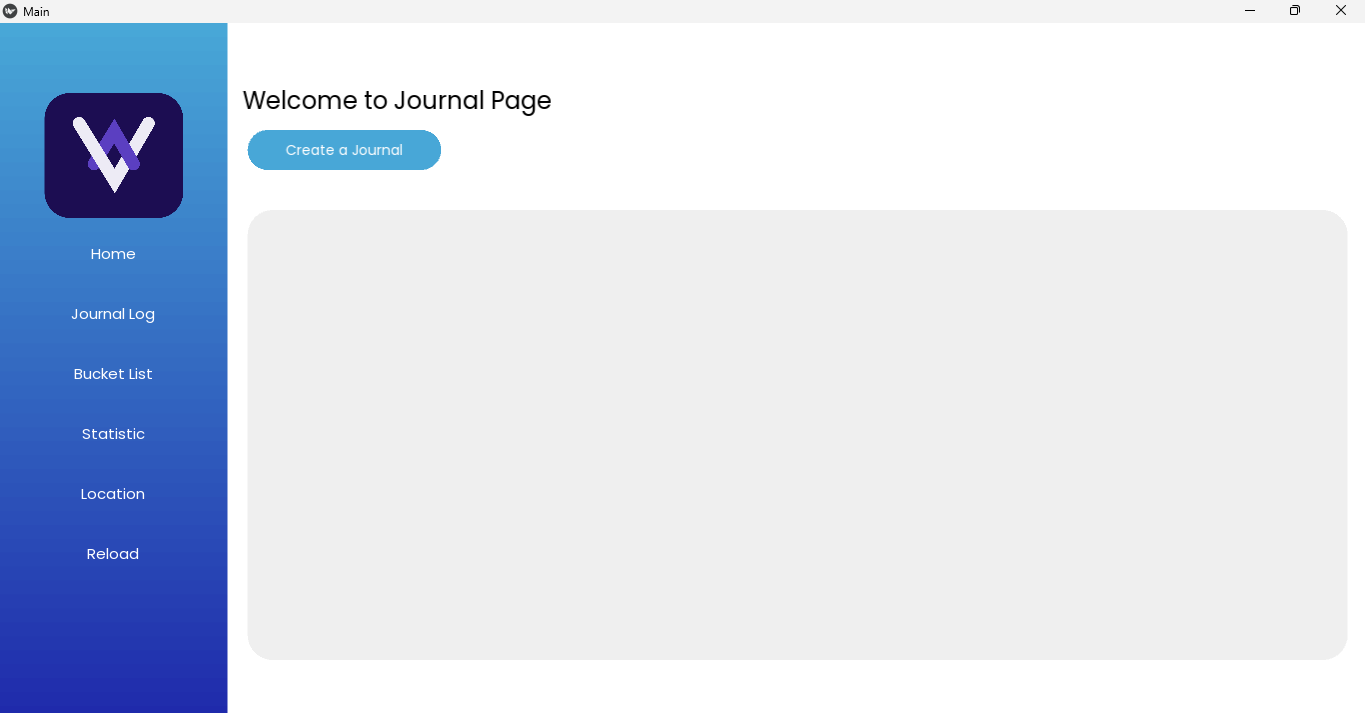 Main
Welcome to Journal Page
Create a Journal
Home
Journal Log
Bucket List
Statistic
Location
Reload